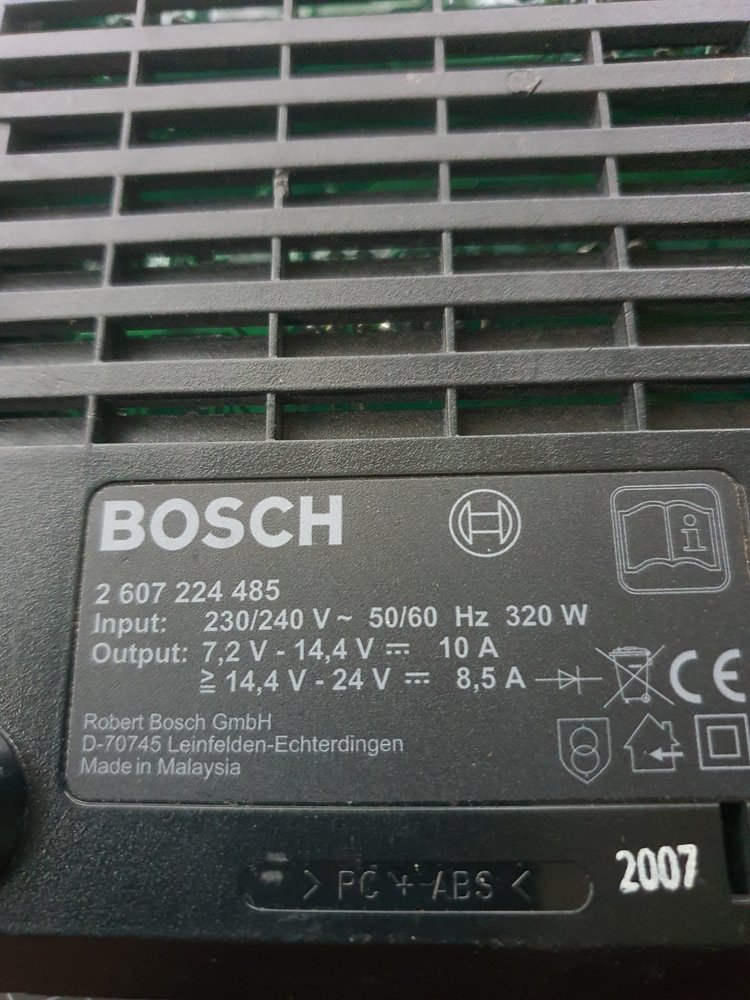 BOSCH
2 607 224 485
Input: 230/240 V ~ 50/60 Hz 320 W
Output: 7,2 V - 14,4 V ⎓ 10 A
≧ 14,4 V - 24 V ⎓ 8,5 A
CE
Robert Bosch GmbH
D-70745 Leinfelden-Echterdingen
Made in Malaysia
> PC + ABS <
2007